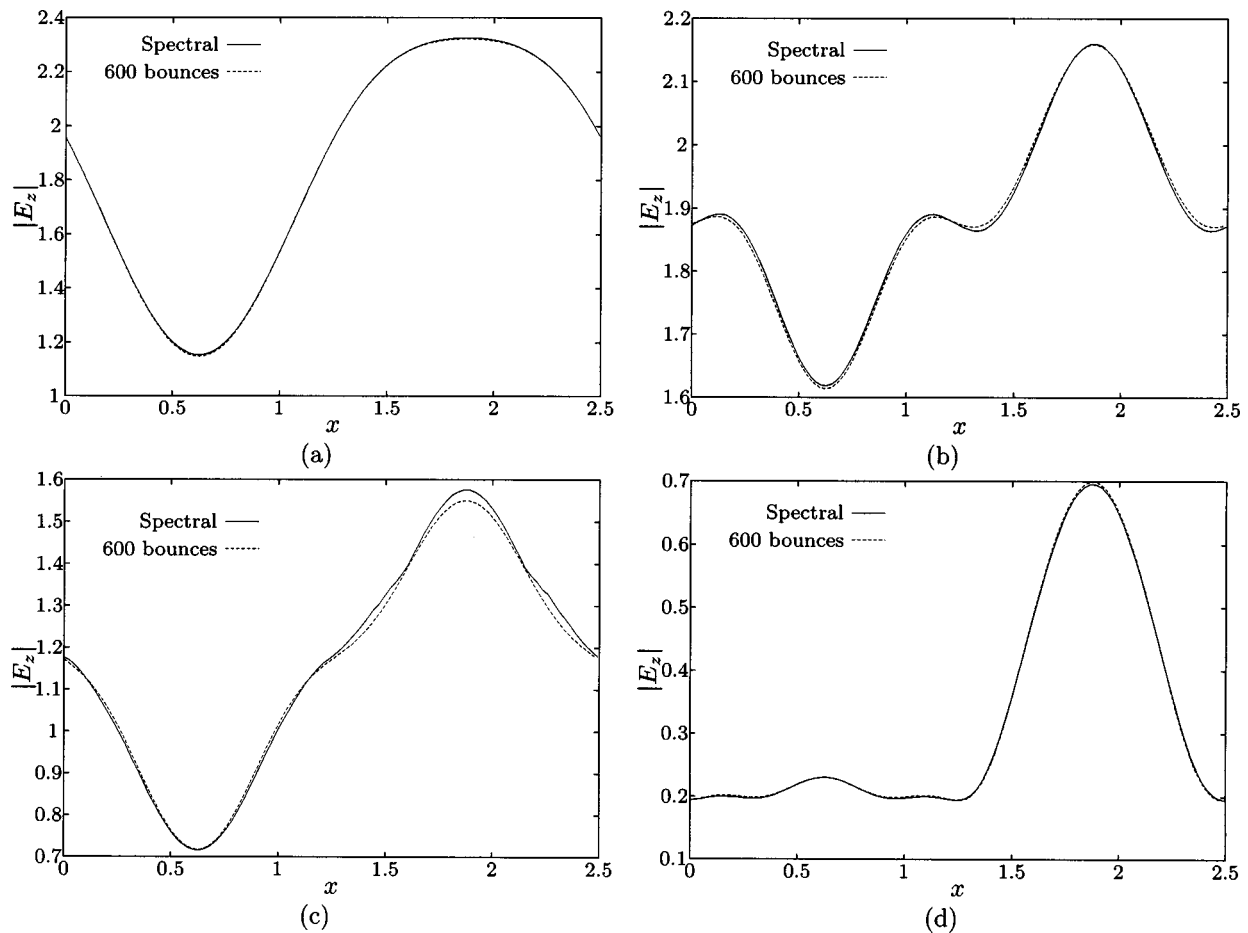 2.4
2.2
2
1.8
1.6
1.4
1.2
1
|E_z|
Spectral
600 bounces
0 0.5 1 1.5 2 2.5
x
(a)
2.2
2.1
2
1.9
1.8
1.7
1.6
|E_z|
Spectral
600 bounces
0 0.5 1 1.5 2 2.5
x
(b)
1.6
1.5
1.4
1.3
1.2
1.1
1
0.9
0.8
0.7
|E_z|
Spectral
600 bounces
0 0.5 1 1.5 2 2.5
x
(c)
0.7
0.6
0.5
0.4
0.3
0.2
0.1
|E_z|
Spectral
600 bounces
0 0.5 1 1.5 2 2.5
x
(d)